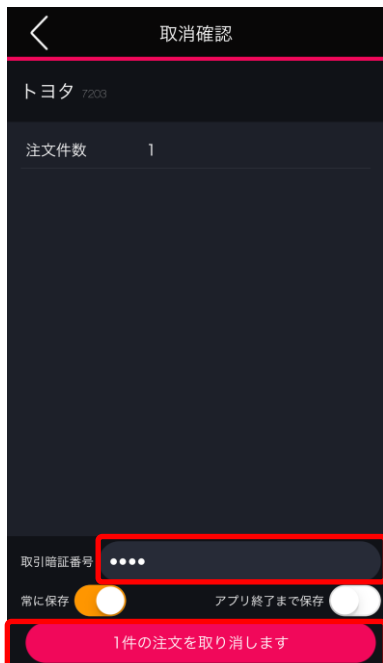 取消確認
トヨタ 7203
注文件数 1
取引暗証番号 ••••
常に保存 アプリ終了まで保存
1件の注文を取り消します